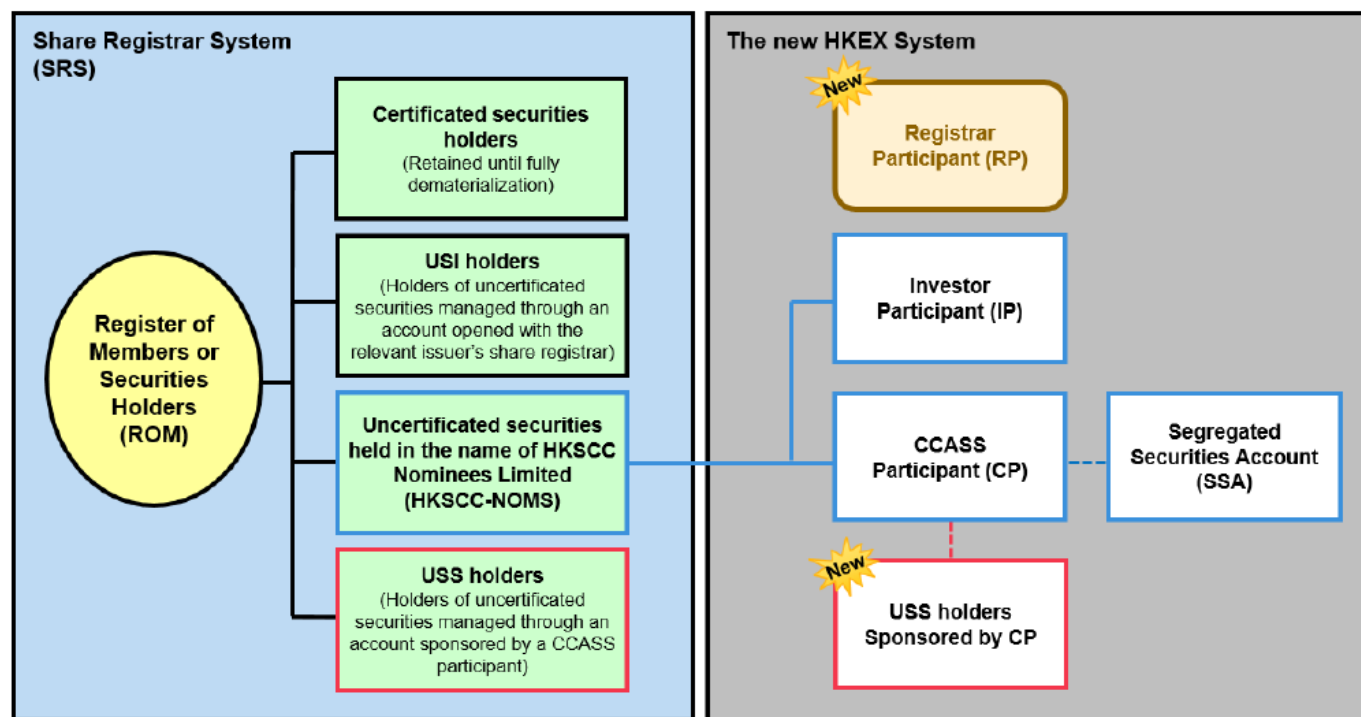 Share Registrar System
(SRS)
Register of
Members or
Securities
Holders
(ROM)
Certificated securities
holders
(Retained until fully
dematerialization)
USI holders
(Holders of uncertificated
securities managed through an
account opened with the
relevant issuer's share registrar)
Uncertificated securities
held in the name of HKSCC
Nominees Limited
(HKSCC-NOMS)
USS holders
(Holders of uncertificated
securities managed through an
account sponsored by a CCASS
participant)
The new HKEX System
New
Registrar
Participant (RP)
Investor
Participant (IP)
CCASS
Participant (CP)
Segregated
Securities Account
(SSA)
New
USS holders
Sponsored by CP